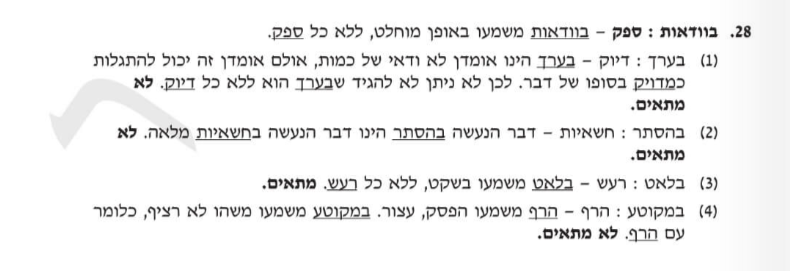 28. בוודאות : ספק – בוודאות משמעו באופן מוחלט, ללא כל ספק.
(1) בערך : דיוק – בערך הינו אומדן לא ודאי של כמות, אולם אומדן זה יכול להתגלות
כמדויק בסופו של דבר. לכן לא ניתן לא להגיד שבערך הוא ללא כל דיוק. לא
מתאים.
(2) בהסתר : חשאיות – דבר הנעשה בהסתר הינו דבר הנעשה בחשאיות מלאה. לא
מתאים.
(3) בלאט : רעש – בלאט משמעו בשקט, ללא כל רעש. מתאים.
(4) במקוטע : הרף – הרף משמעו הפסק, עצור. במקוטע משמעו משהו לא רציף, כלומר
עם הרף. לא מתאים.